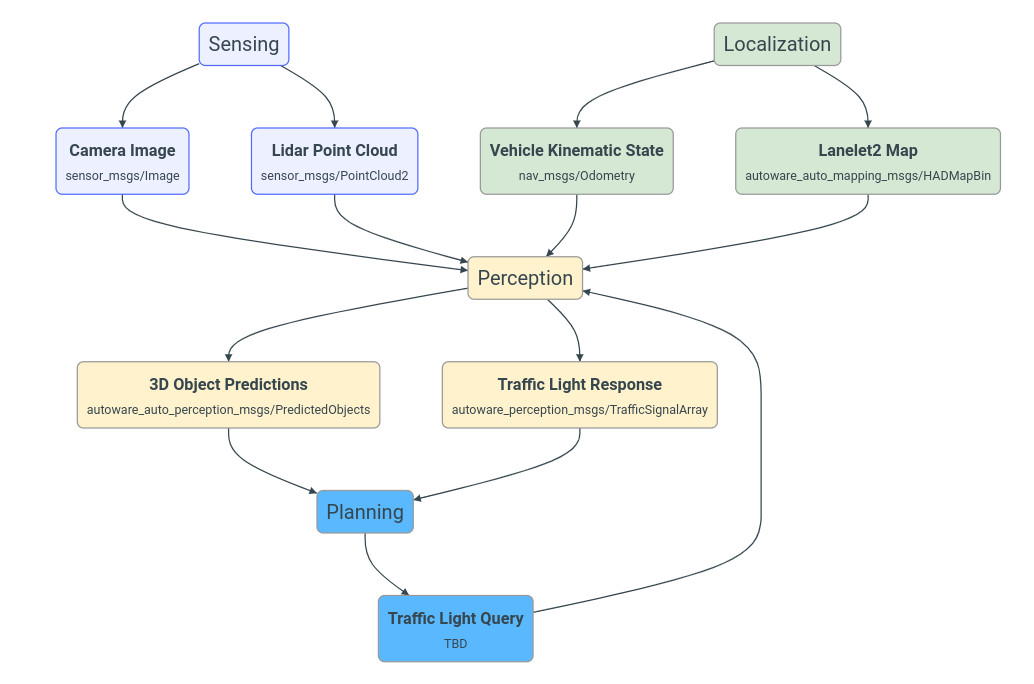 Sensing
Localization
Camera Image
sensor_msgs/Image
Lidar Point Cloud
sensor_msgs/PointCloud2
Vehicle Kinematic State
nav_msgs/Odometry
Lanelet2 Map
autoware_auto_mapping_msgs/HADMapBin
Perception
3D Object Predictions
autoware_auto_perception_msgs/PredictedObjects
Traffic Light Response
autoware_perception_msgs/TrafficSignalArray
Planning
Traffic Light Query
TBD